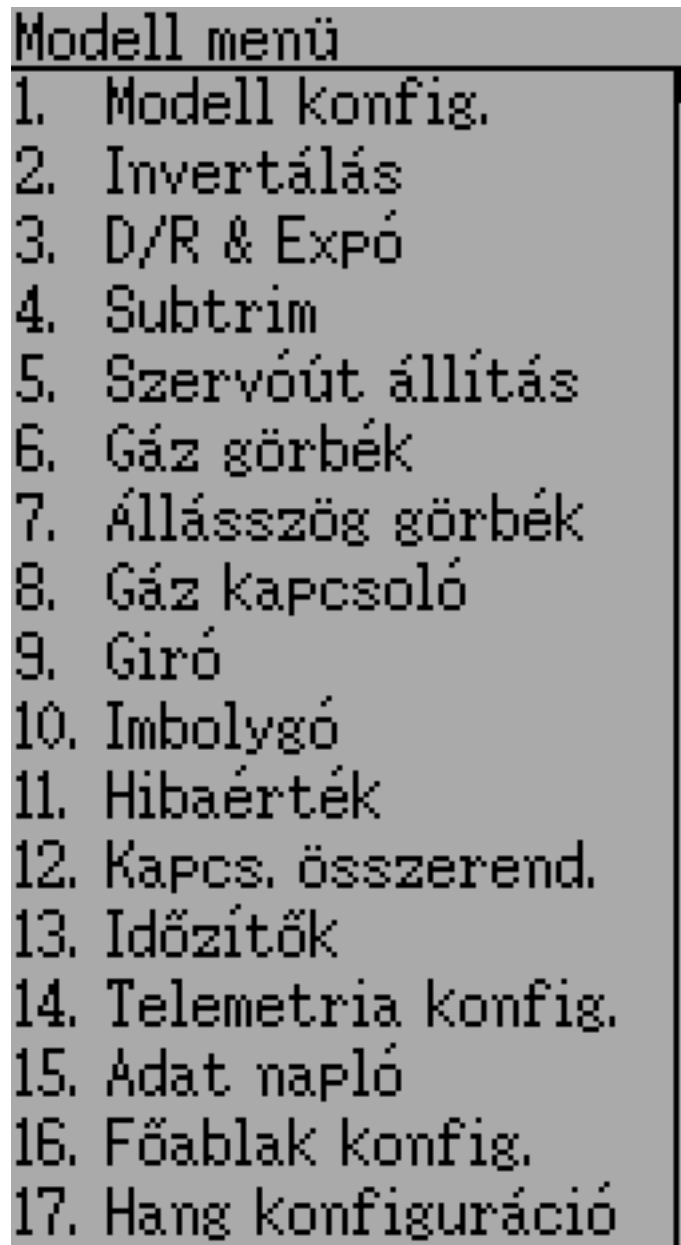 Modell menü
1. Modell konfig.
2. Invertálás
3. D/R & Expó
4. Subtrim
5. Szervóút állítás
6. Gáz görbék
7. Állásszög görbék
8. Gáz kapcsoló
9. Giró
10. Imbolygó
11. Hibaérték
12. Kapcs. összerend.
13. Időzítők
14. Telemetria konfig.
15. Adat napló
16. Főablak konfig.
17. Hang konfiguráció